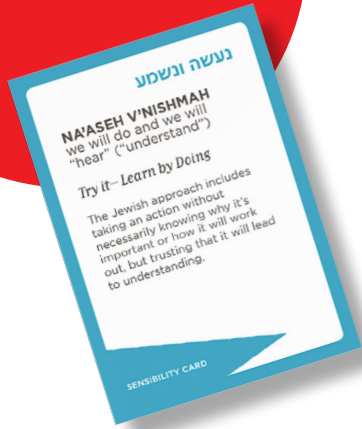 נעשה ונשמע
NA'ASEH V'NISHMAH
we will do and we will
"hear" ("understand")
Try it—Learn by Doing
The Jewish approach includes
taking an action without
necessarily knowing why it's
important or how it will work
out, but trusting that it will lead
to understanding.
SENSIBILITY CARD